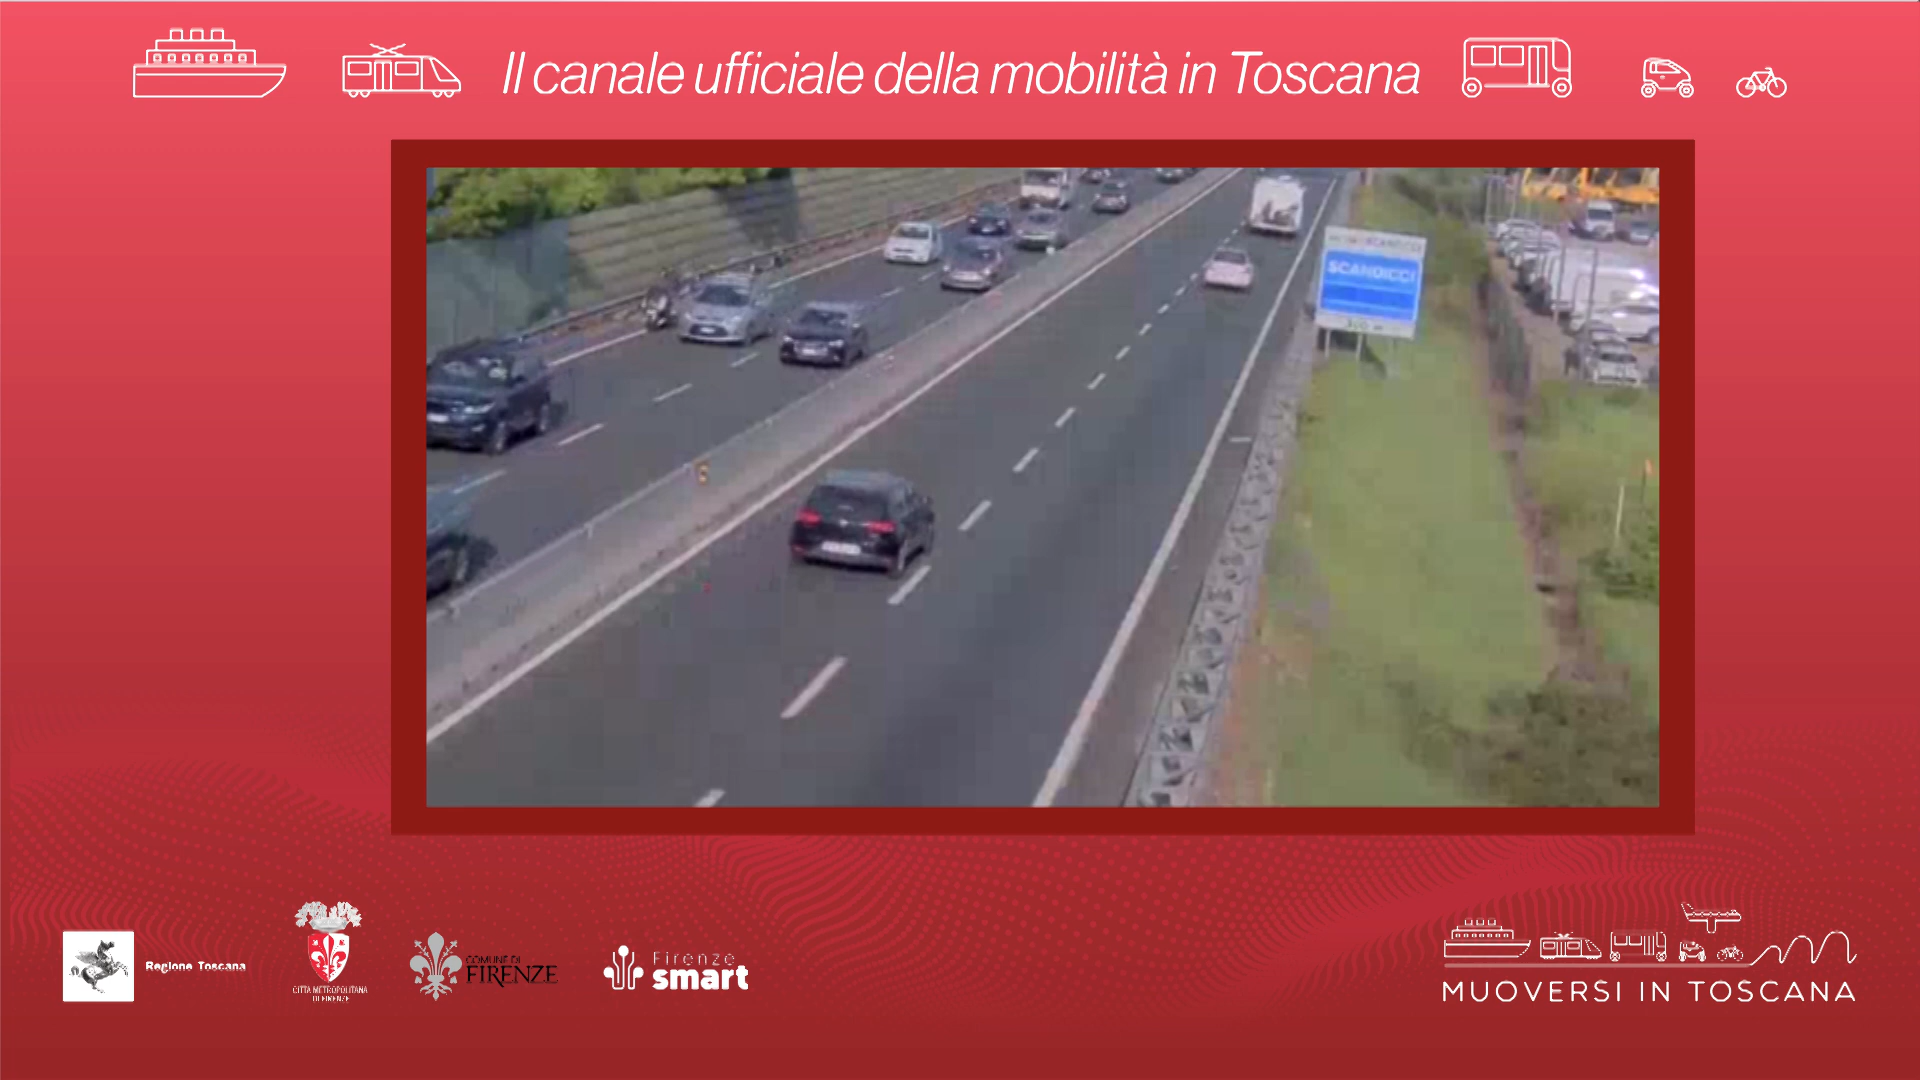 Il canale ufficiale della mobilità in Toscana
SCANDICCI
SCANDICCI
Regione Toscana
CITTÀ METROPOLITANA
DI FIRENZE
COMUNE DI
FIRENZE
Firenze
smart
MUOVERSI IN TOSCANA